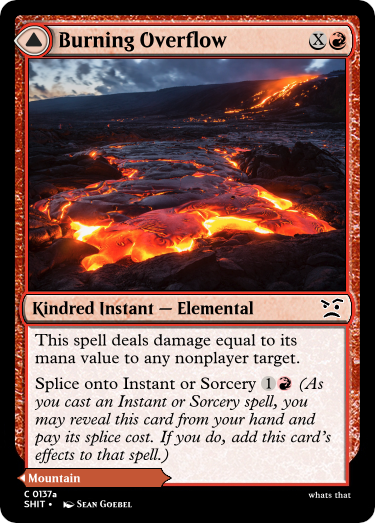 Burning Overflow X
Kindred Instant — Elemental
This spell deals damage equal to its
mana value to any nonplayer target.
Splice onto Instant or Sorcery 1 (As
you cast an Instant or Sorcery spell, you
may reveal this card from your hand and
pay its splice cost. If you do, add this card's
effects to that spell.)
Mountain
C 0137a
SHIT • Sean Goebel
whats that